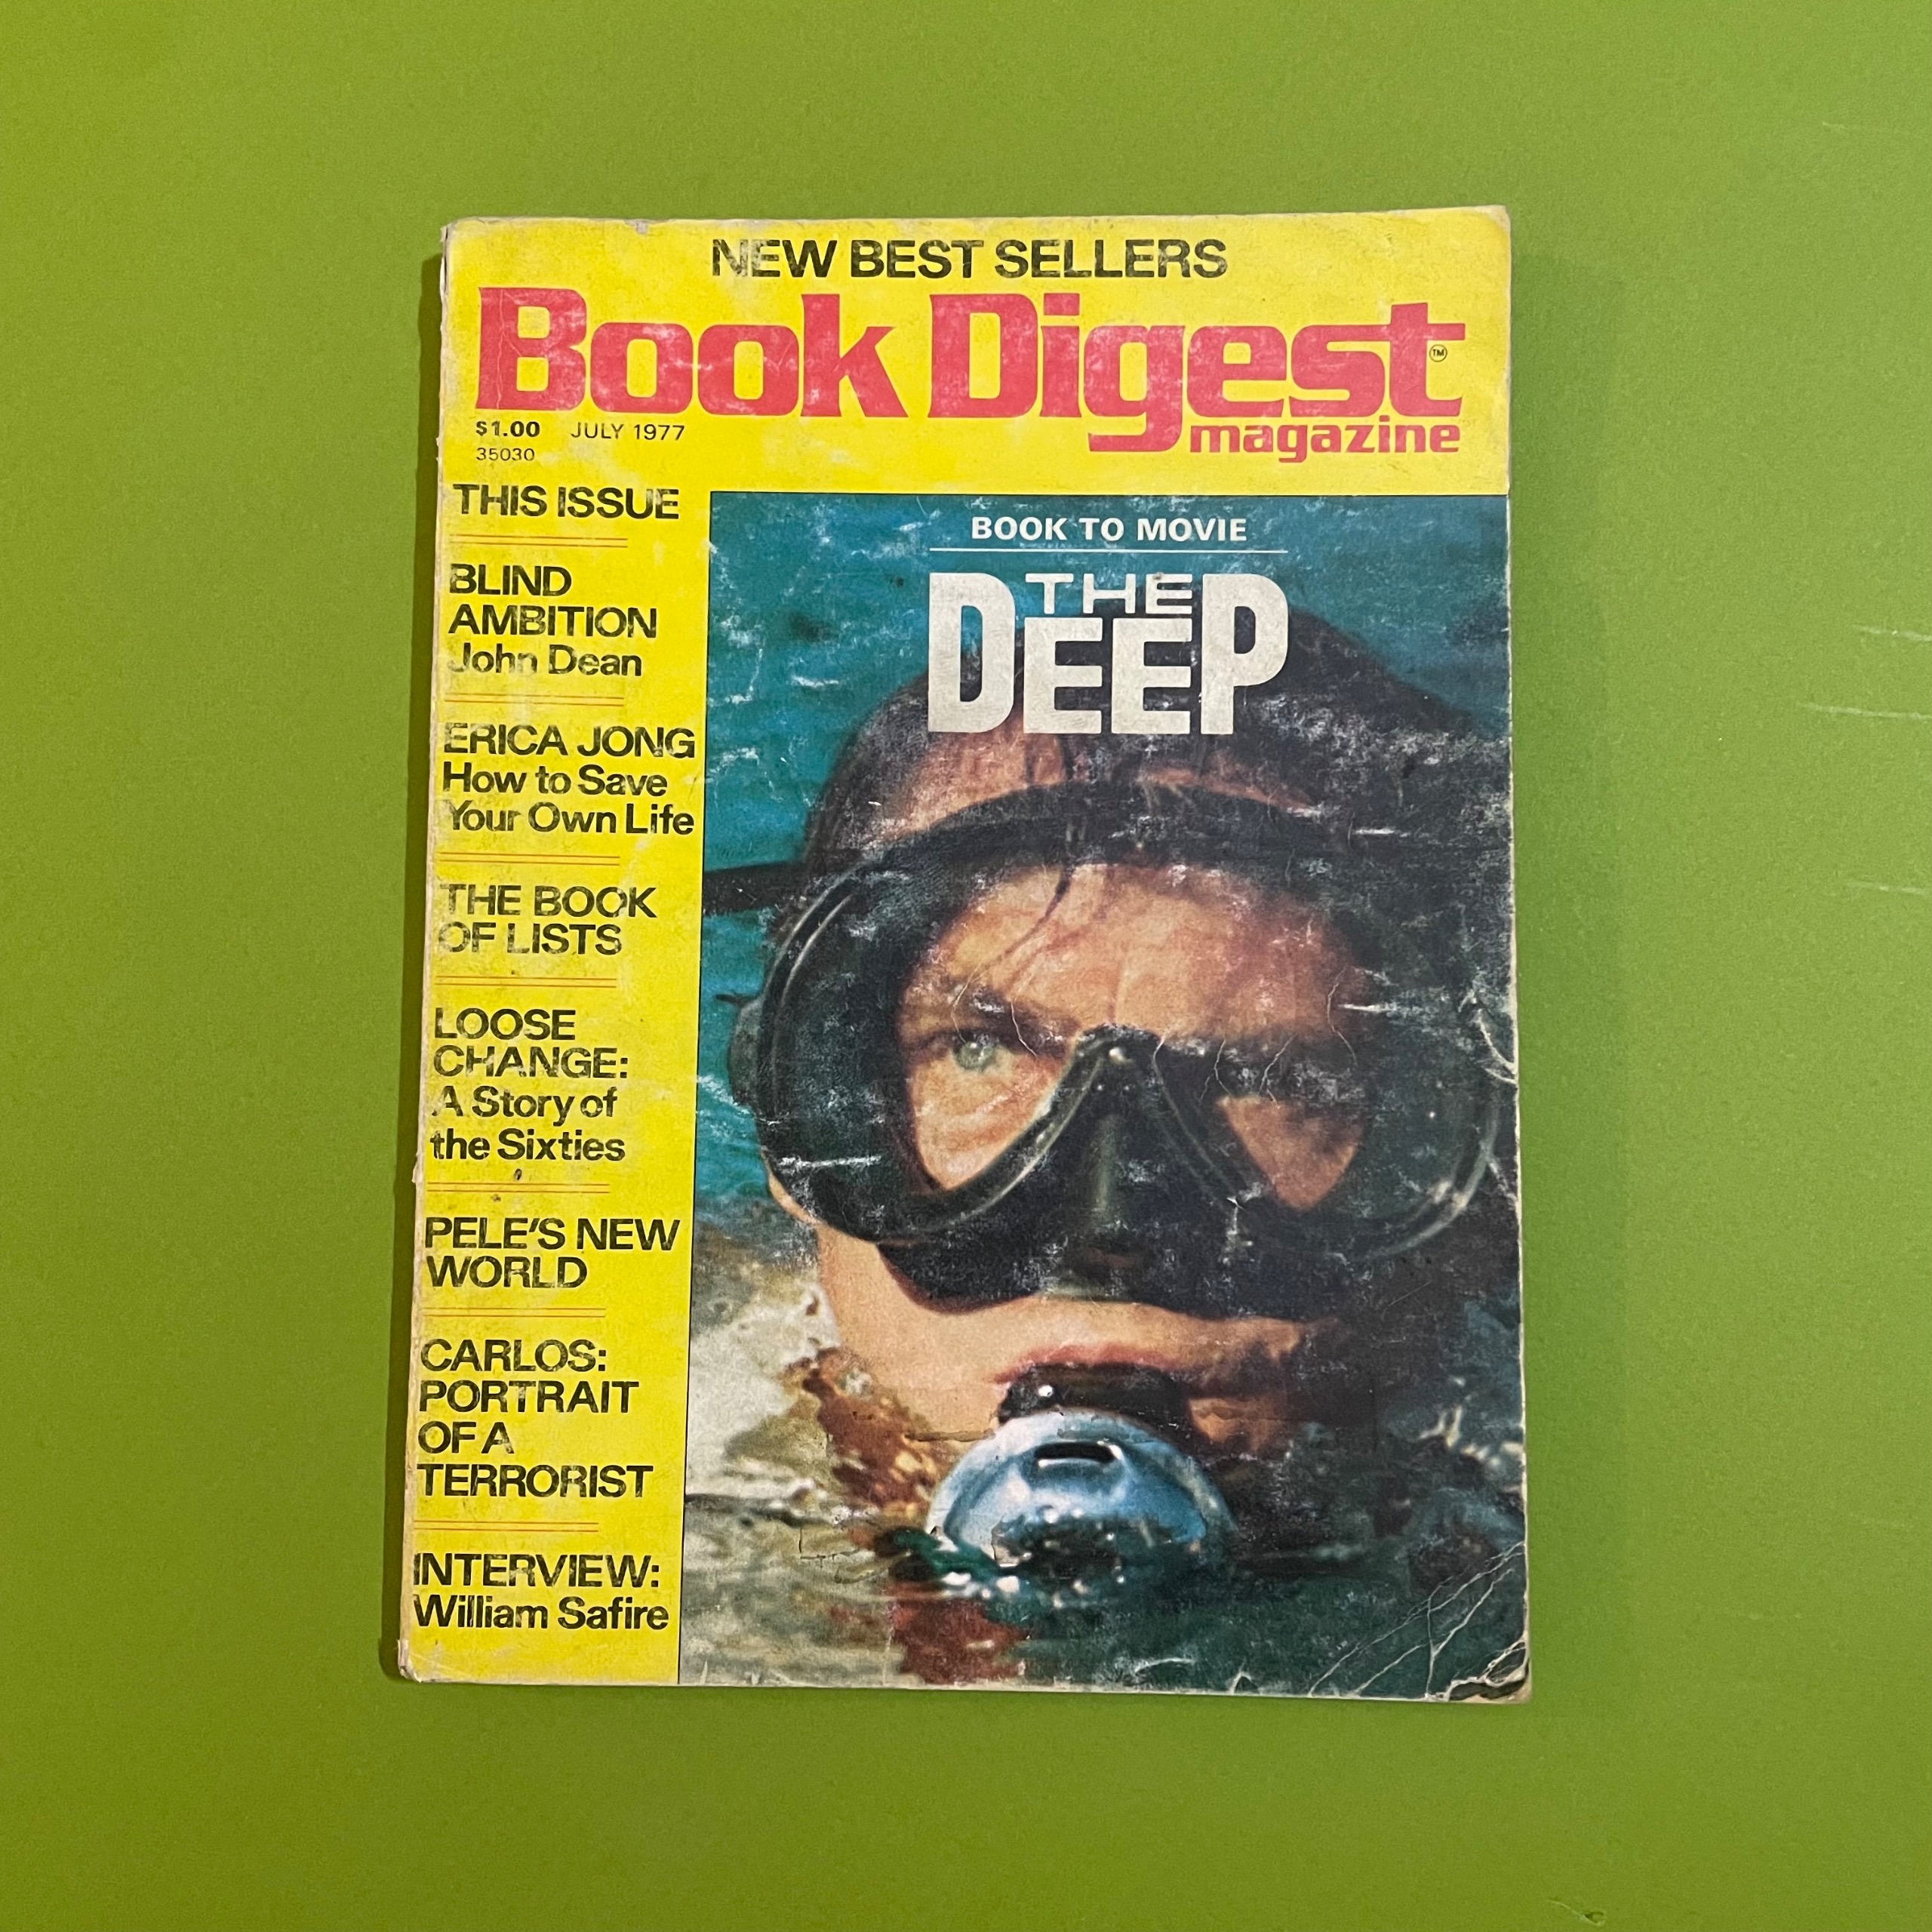 NEW BEST SELLERS
Book Digest
TM
magazine
$1.00 JULY 1977
35030
THIS ISSUE
BLIND
AMBITION
John Dean
ERICA JONG
How to Save
Your Own Life
THE BOOK
OF LISTS
LOOSE
CHANGE:
A Story of
the Sixties
PELE'S NEW
WORLD
CARLOS:
PORTRAIT
OF A
TERRORIST
INTERVIEW:
William Safire
BOOK TO MOVIE
THE
DEEP